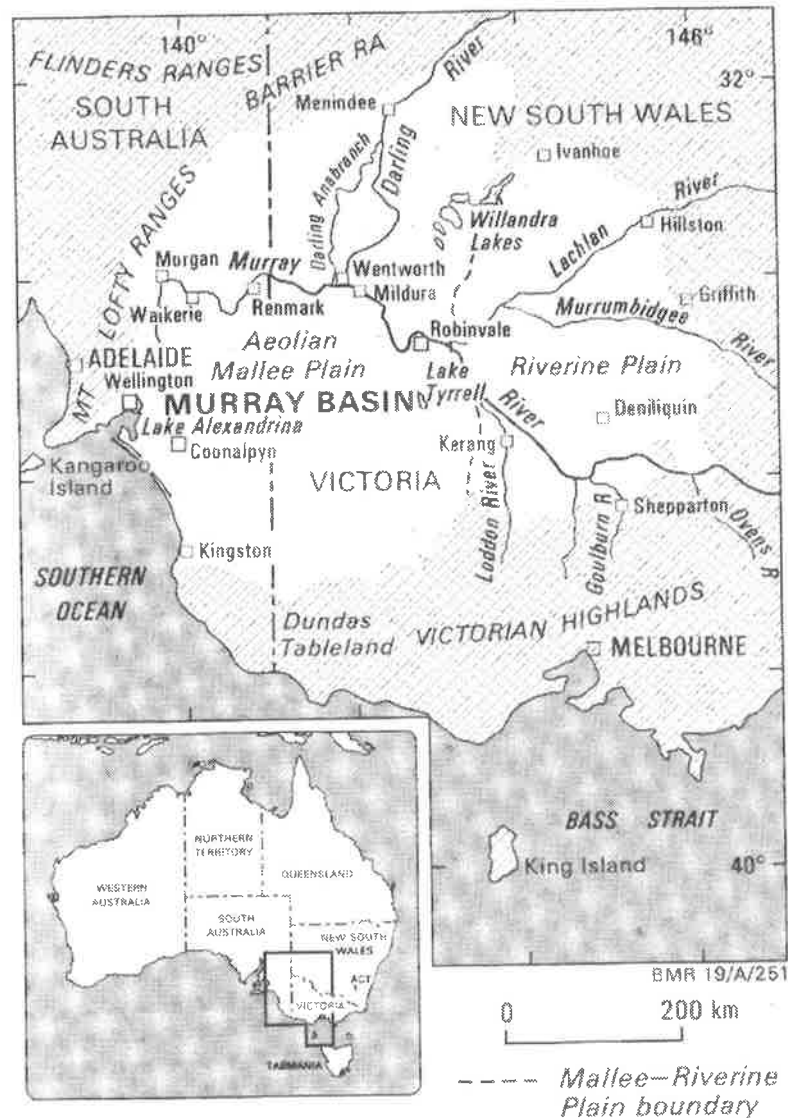 140°
146°
32°
FLINDERS RANGES
BARRIER RA
River
SOUTH
AUSTRALIA
Menindee
NEW SOUTH WALES
Darling Anabranch
Darling
Ivanhoe
MT LOFTY RANGES
Willandra
Lakes
River
Lachlan
Hillston
Morgan
Murray
Wentworth
Mildura
Waikerie
Renmark
Murrumbidgee
River
Griffith
Aeolian
Mallee Plain
Robinvale
ADELAIDE
Wellington
Lake
Tyrrell
River
Riverine Plain
MURRAY BASIN
Deniliquin
Lake Alexandrina
Coonalpyn
Kerang
Kangaroo
Island
VICTORIA
Loddon River
Goulburn R
Shepparton
Ovens R
Kingston
SOUTHERN
OCEAN
Dundas
Tableland
VICTORIAN HIGHLANDS
MELBOURNE
BASS STRAIT
King Island
40°
NORTHERN
TERRITORY
WESTERN
AUSTRALIA
QUEENSLAND
SOUTH
AUSTRALIA
NEW SOUTH
WALES
ACT
VICTORIA
TASMANIA
BMR 19/A/251
0
200 km
Mallee–Riverine
Plain boundary